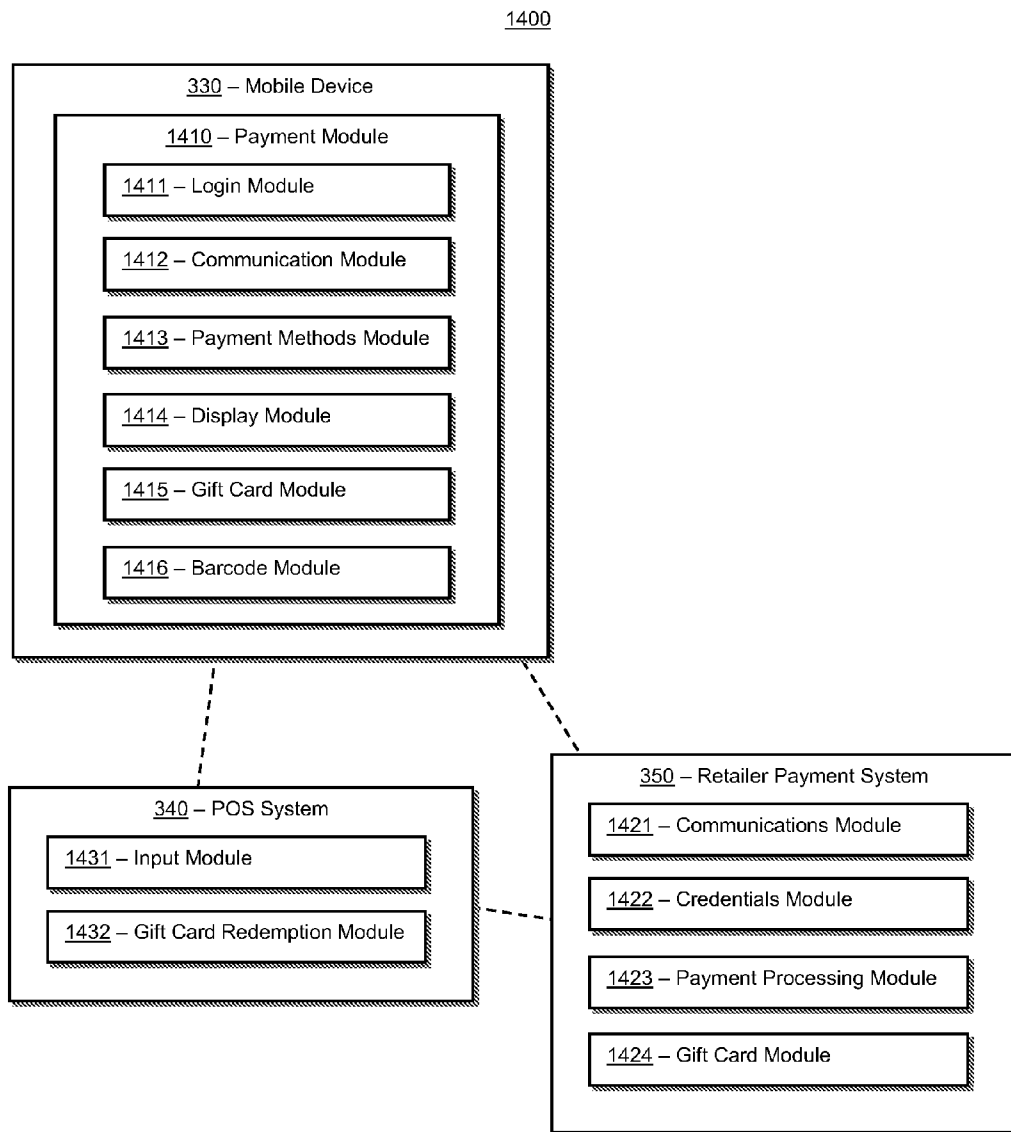 1400
330 – Mobile Device
1410 – Payment Module
1411 – Login Module
1412 – Communication Module
1413 – Payment Methods Module
1414 – Display Module
1415 – Gift Card Module
1416 – Barcode Module
340 – POS System
1431 – Input Module
1432 – Gift Card Redemption Module
350 – Retailer Payment System
1421 – Communications Module
1422 – Credentials Module
1423 – Payment Processing Module
1424 – Gift Card Module